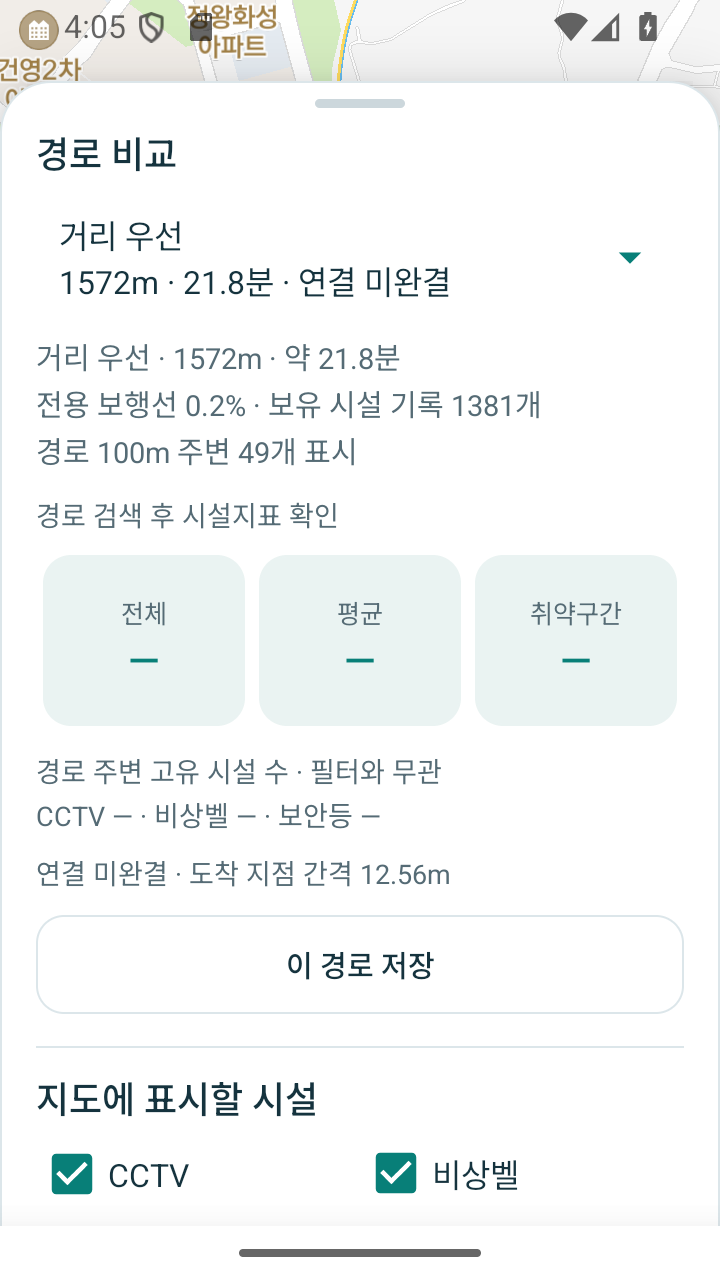 4:05
정왕화성
아파트
건영2차
경로 비교
거리 우선
1572m · 21.8분 · 연결 미완결
거리 우선 · 1572m · 약 21.8분
전용 보행선 0.2% · 보유 시설 기록 1381개
경로 100m 주변 49개 표시
경로 검색 후 시설지표 확인
전체 평균 취약구간
— — —
경로 주변 고유 시설 수 · 필터와 무관
CCTV — · 비상벨 — · 보안등 —
연결 미완결 · 도착 지점 간격 12.56m
이 경로 저장
지도에 표시할 시설
CCTV 비상벨